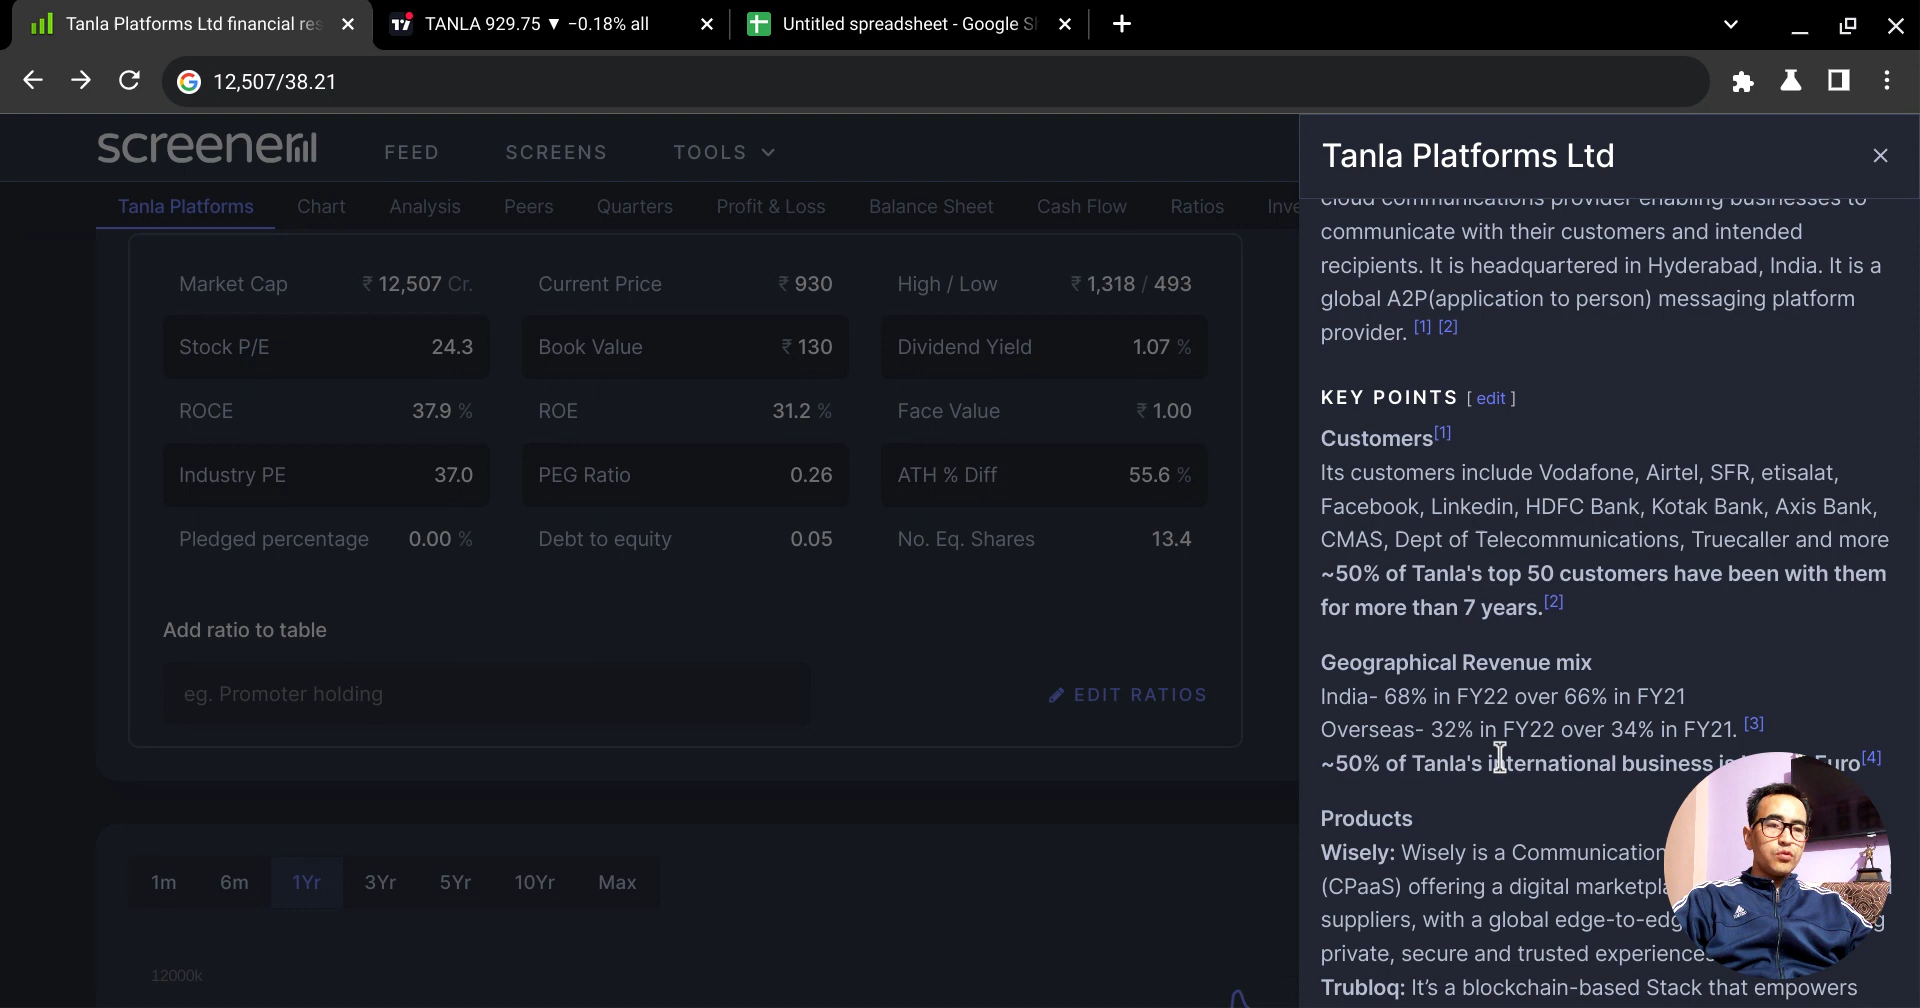 Tanla Platforms Ltd financial res
TANLA 929.75 ▼ −0.18% all
Untitled spreadsheet - Google Sh
12,507/38.21
screener
FEED
SCREENS
TOOLS
Tanla Platforms
Chart
Analysis
Peers
Quarters
Profit & Loss
Balance Sheet
Cash Flow
Ratios
Inve
Market Cap ₹ 12,507 Cr.
Current Price ₹ 930
High / Low ₹ 1,318 / 493
Stock P/E 24.3
Book Value ₹ 130
Dividend Yield 1.07 %
ROCE 37.9 %
ROE 31.2 %
Face Value ₹ 1.00
Industry PE 37.0
PEG Ratio 0.26
ATH % Diff 55.6 %
Pledged percentage 0.00 %
Debt to equity 0.05
No. Eq. Shares 13.4
Add ratio to table
eg. Promoter holding
EDIT RATIOS
1m 6m 1Yr 3Yr 5Yr 10Yr Max
12000k
Tanla Platforms Ltd
cloud communications provider enabling businesses to
communicate with their customers and intended
recipients. It is headquartered in Hyderabad, India. It is a
global A2P(application to person) messaging platform
provider. [1] [2]
KEY POINTS [ edit ]
Customers[1]
Its customers include Vodafone, Airtel, SFR, etisalat,
Facebook, Linkedin, HDFC Bank, Kotak Bank, Axis Bank,
CMAS, Dept of Telecommunications, Truecaller and more
~50% of Tanla's top 50 customers have been with them
for more than 7 years.[2]
Geographical Revenue mix
India- 68% in FY22 over 66% in FY21
Overseas- 32% in FY22 over 34% in FY21. [3]
~50% of Tanla's international business Euro[4]
Products
Wisely: Wisely is a Communication
(CPaaS) offering a digital
suppliers, with a global
private, secure and trusted
Trubloq: It's a blockchain-based Stack that empowers